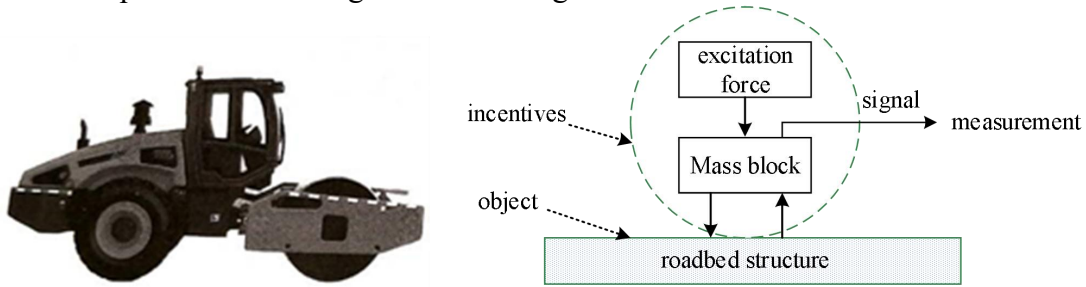 excitation
force
signal
incentives
measurement
Mass block
object
roadbed structure